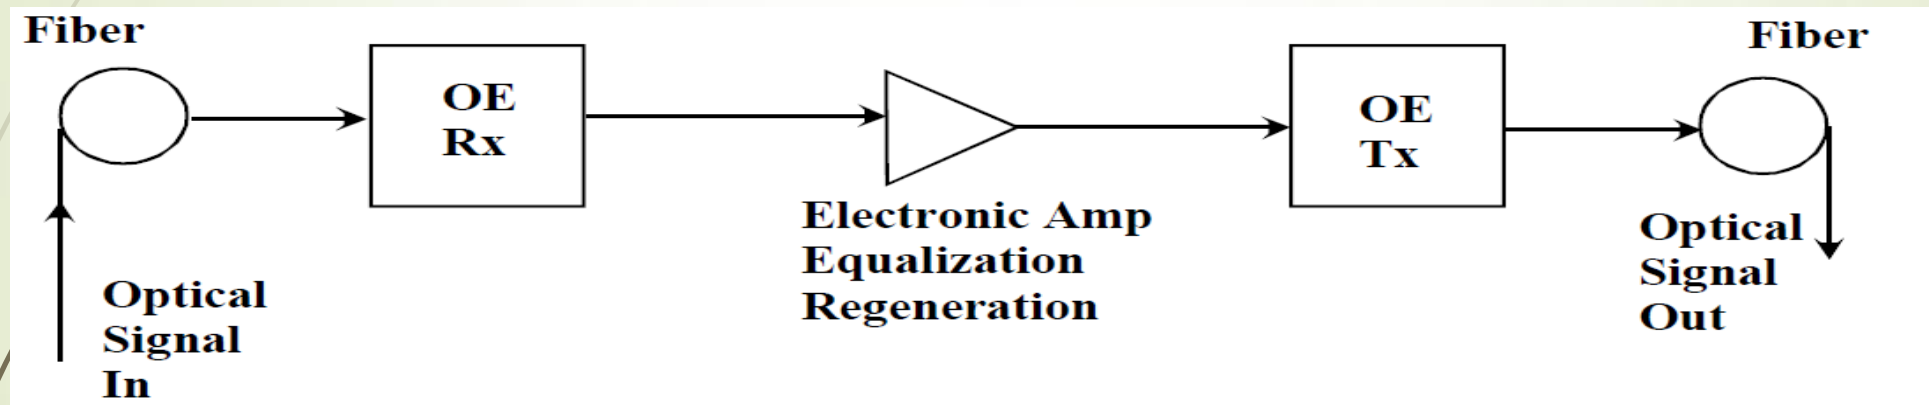 Fiber
Optical
Signal
In
OE
Rx
Electronic Amp
Equalization
Regeneration
OE
Tx
Fiber
Optical
Signal
Out